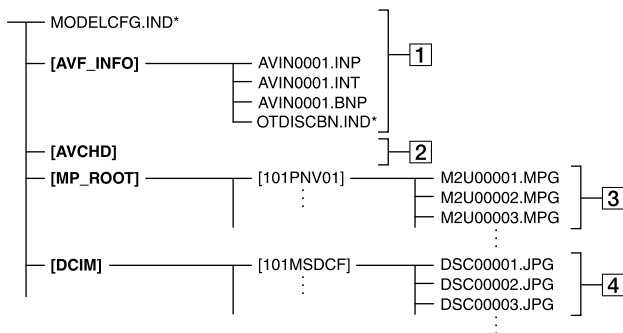 MODELCFG.IND*
1
[AVF_INFO] AVIN0001.INP
AVIN0001.INT
AVIN0001.BNP
OTDISCBN.IND*
[AVCHD] 2
[MP_ROOT] [101PNV01] M2U00001.MPG
M2U00002.MPG 3
M2U00003.MPG
[DCIM] [101MSDCF] DSC00001.JPG
DSC00002.JPG 4
DSC00003.JPG